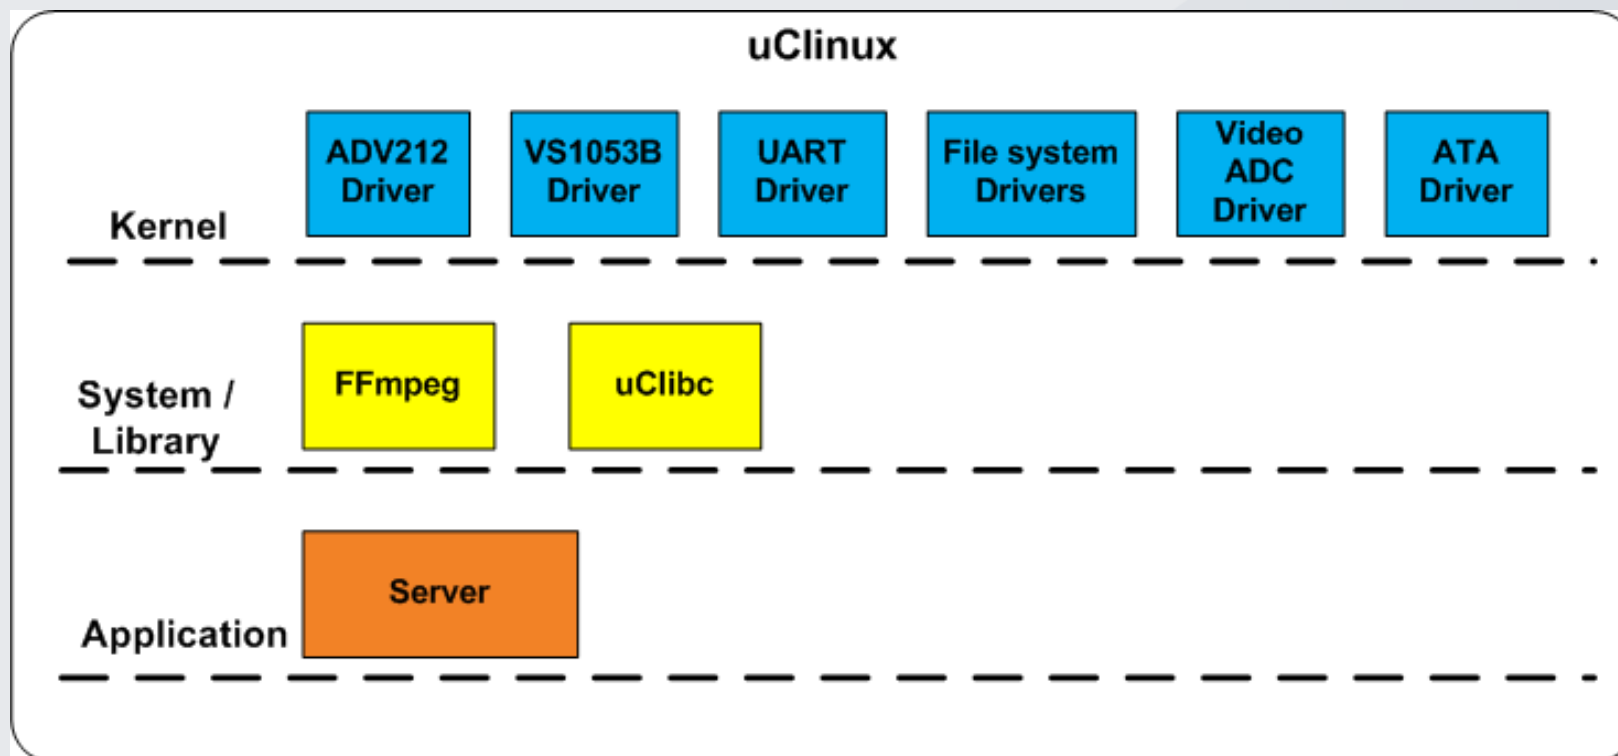 uClinux
ADV212
Driver
VS1053B
Driver
UART
Driver
File system
Drivers
Video
ADC
Driver
ATA
Driver
Kernel
FFmpeg
uClibc
System /
Library
Server
Application